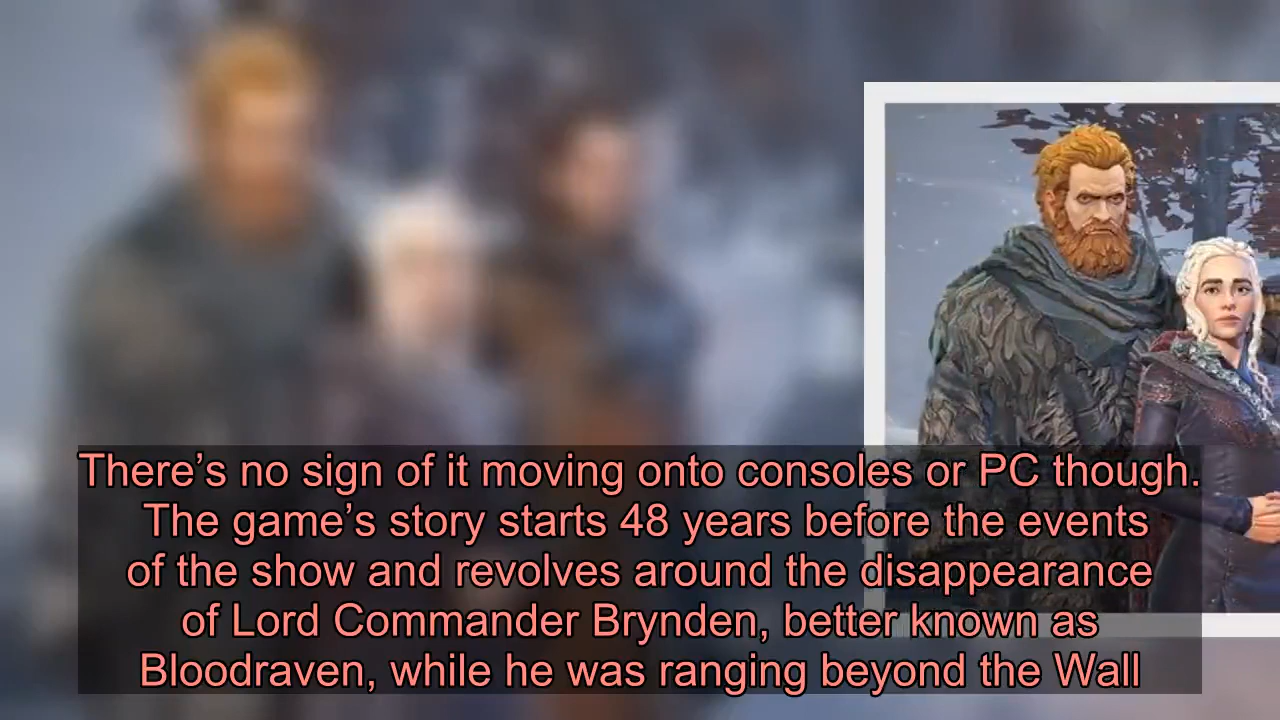 There’s no sign of it moving onto consoles or PC though.
The game’s story starts 48 years before the events
of the show and revolves around the disappearance
of Lord Commander Brynden, better known as
Bloodraven, while he was ranging beyond the Wall